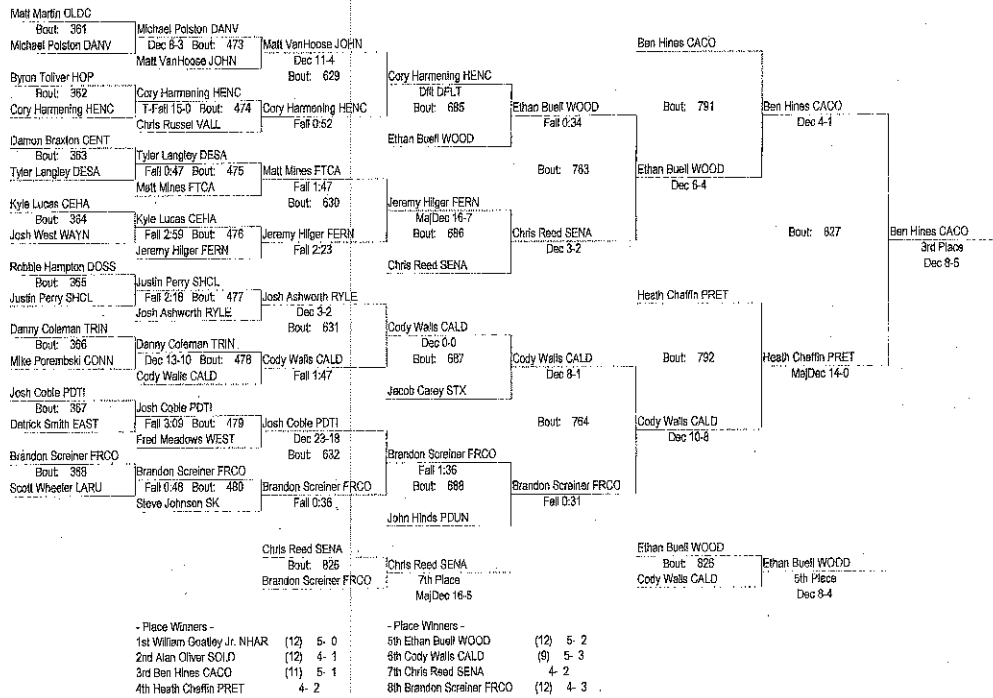 Matt Martin OLDC
Bout: 361
Michael Polston DANV
Byron Toliver HOP
Bout: 362
Cory Harmening HENC
Damon Braxton CENT
Bout: 363
Tyler Langley DESA
Kyle Lucas CEHA
Bout: 364
Josh West WAYN
Robbie Hampton DOSS
Bout: 365
Justin Perry SHCL
Danny Coleman TRIN
Bout: 366
Mike Porembski CONN
Josh Coble PDTI
Bout: 367
Detrick Smith EAST
Brandon Screiner FRCO
Bout: 368
Scott Wheeler LARU
Michael Polston DANV
Dec 8-3 Bout: 473
Matt VanHoose JOHN
Cory Harmening HENC
T-Fall 15-0 Bout: 474
Chris Russel VALL
Tyler Langley DESA
Fall 0:47 Bout: 475
Matt Mines FTCA
Kyle Lucas CEHA
Fall 2:59 Bout: 476
Jeremy Hilger FERN
Justin Perry SHCL
Fall 2:18 Bout: 477
Josh Ashworth RYLE
Danny Coleman TRIN
Dec 13-10 Bout: 478
Cody Walls CALD
Josh Coble PDTI
Fall 3:09 Bout: 479
Fred Meadows WEST
Brandon Screiner FRCO
Fall 0:48 Bout: 480
Steve Johnson SK
Matt VanHoose JOHN
Dec 11-4
Bout: 629
Cory Harmening HENC
Fall 0:52
Matt Mines FTCA
Fall 1:47
Bout: 630
Jeremy Hilger FERN
Fall 2:23
Josh Ashworth RYLE
Dec 3-2
Bout: 631
Cody Walls CALD
Fall 1:47
Josh Coble PDTI
Dec 23-18
Bout: 632
Brandon Screiner FRCO
Fall 0:36
Cory Harmening HENC
Dflt DFLT
Bout: 685
Ethan Buell WOOD
Jeremy Hilger FERN
MajDec 16-7
Bout: 686
Chris Reed SENA
Cody Walls CALD
Dec 0-0
Bout: 687
Jacob Carey STX
Brandon Screiner FRCO
Fall 1:36
Bout: 688
John Hinds PDUN
Ethan Buell WOOD
Fall 0:34
Bout: 763
Chris Reed SENA
Dec 3-2
Cody Walls CALD
Dec 8-1
Bout: 764
Brandon Screiner FRCO
Fall 0:31
Ben Hines CACO
Bout: 791
Ethan Buell WOOD
Dec 6-4
Heath Chaffin PRET
Bout: 792
Cody Walls CALD
Dec 10-8
Ben Hines CACO
Dec 4-1
Bout: 827
Heath Chaffin PRET
MajDec 14-0
Ben Hines CACO
3rd Place
Dec 8-5
Chris Reed SENA
Bout: 826
Brandon Screiner FRCO
Chris Reed SENA
7th Place
MajDec 16-5
Ethan Buell WOOD
Bout: 825
Cody Walls CALD
Ethan Buell WOOD
5th Place
Dec 8-4
- Place Winners -
1st William Goatley Jr. NHAR (12) 5- 0
2nd Alan Oliver SOLD (12) 4- 1
3rd Ben Hines CACO (11) 5- 1
4th Heath Chaffin PRET 4- 2
- Place Winners -
5th Ethan Buell WOOD (12) 5- 2
6th Cody Walls CALD (9) 5- 3
7th Chris Reed SENA 4- 2
8th Brandon Screiner FRCO (12) 4- 3